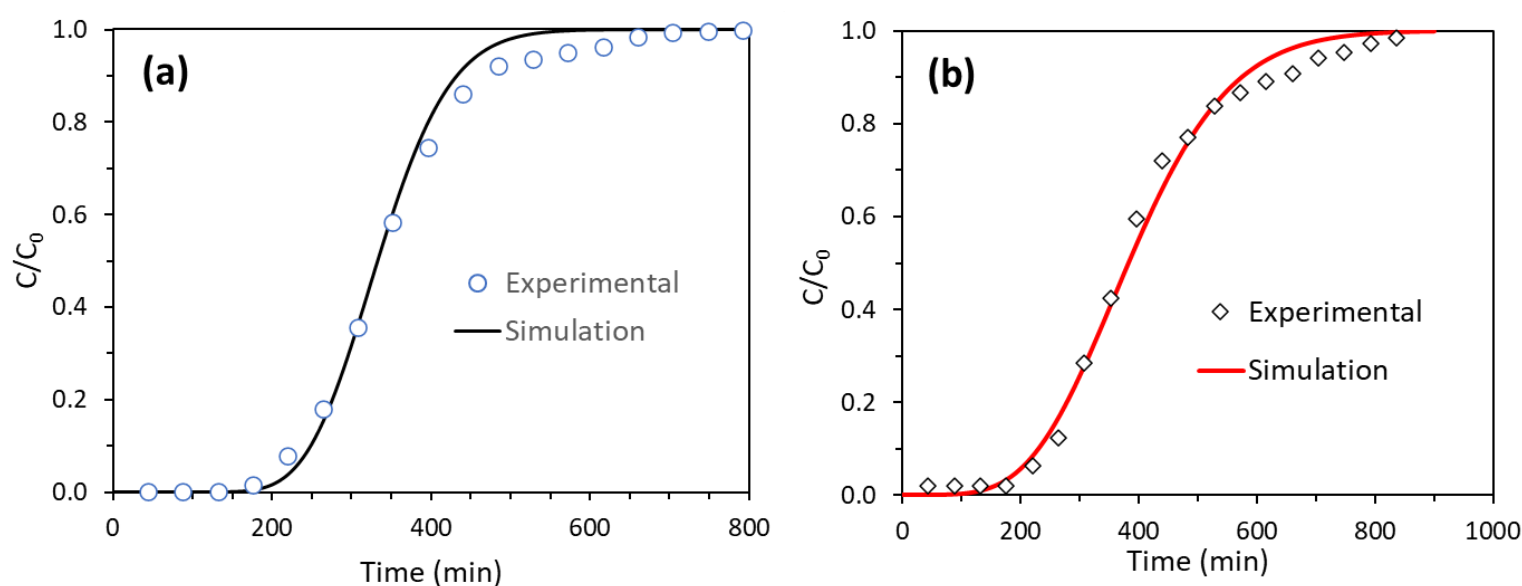 (a)
1.0
0.8
0.6
0.4
0.2
0.0
C/C₀
Experimental
Simulation
0 200 400 600 800
Time (min)
(b)
1.0
0.8
0.6
0.4
0.2
0.0
C/C₀
Experimental
Simulation
0 200 400 600 800 1000
Time (min)